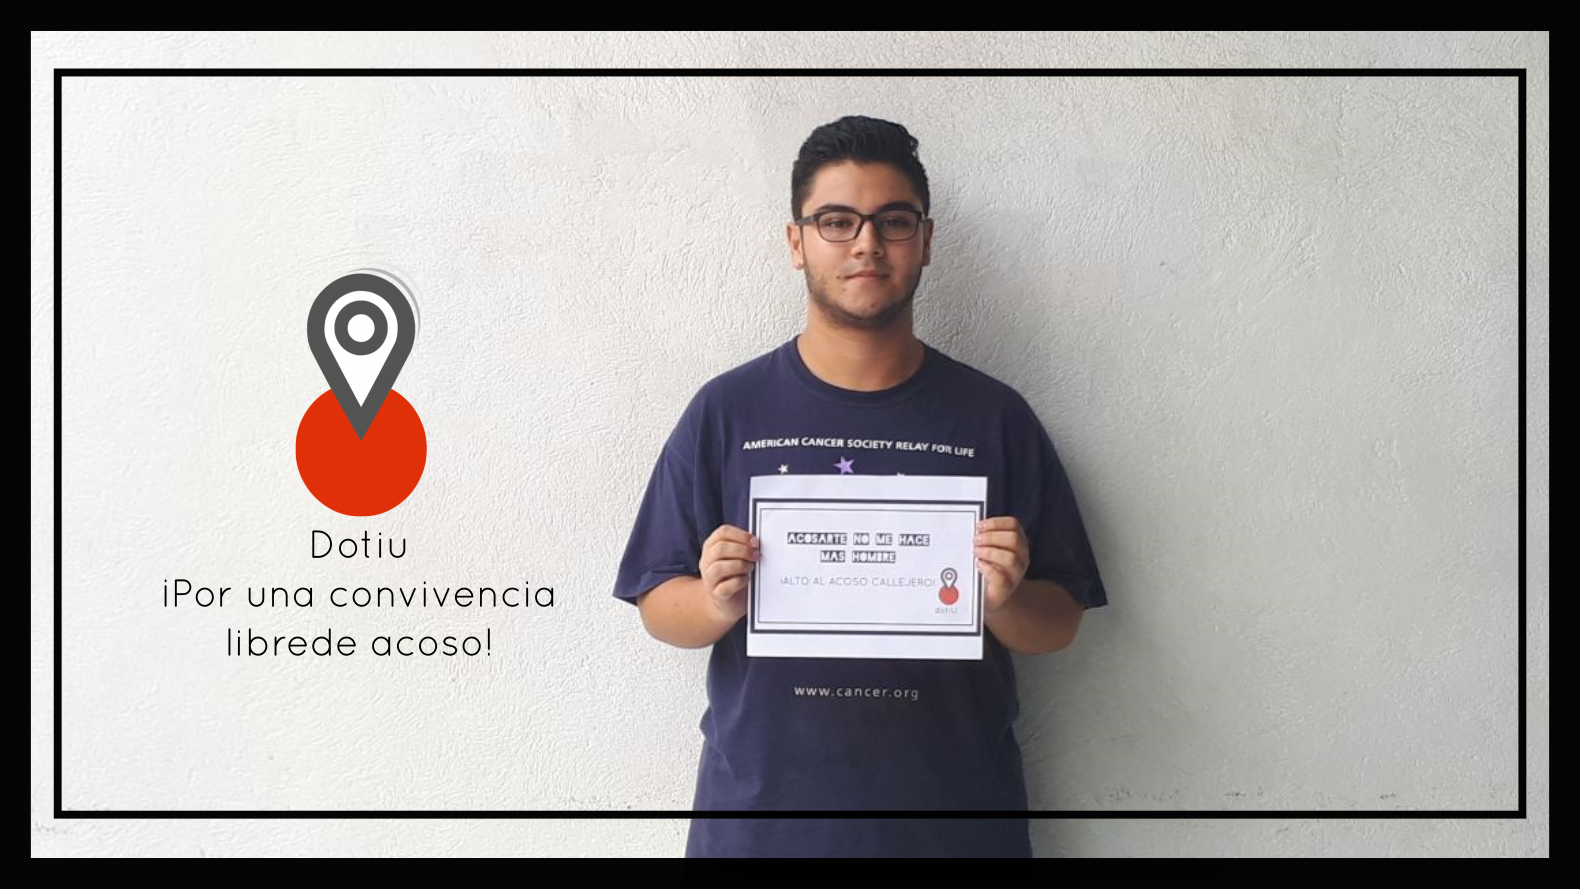 Dotiu
¡Por una convivencia
librede acoso!
AMERICAN CANCER SOCIETY RELAY FOR LIFE
ACOSARTE NO ME HACE
MAS HOMBRE
¡ALTO AL ACOSO CALLEJERO!
dotiU
www.cancer.org